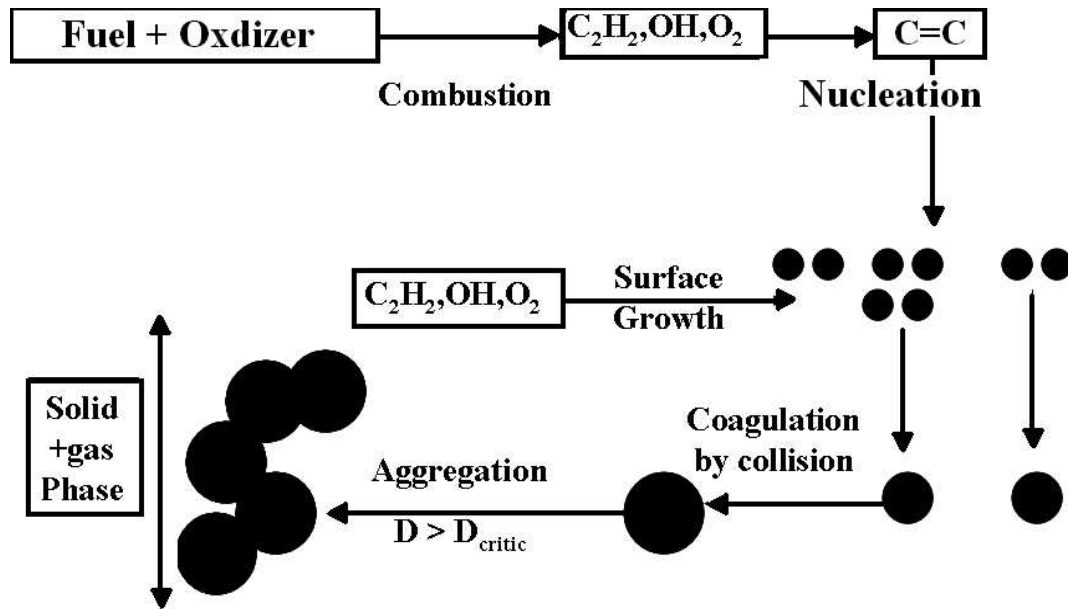 Fuel + Oxdizer
C₂H₂,OH,O₂
C=C
Combustion
Nucleation
C₂H₂,OH,O₂
Surface
Growth
Solid
+gas
Phase
Coagulation
by collision
Aggregation
D > Dcritic